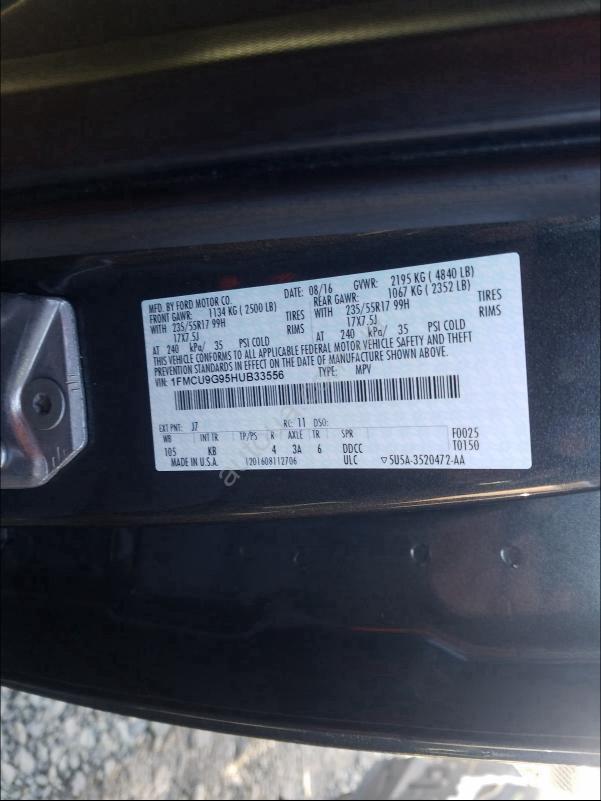 MFD. BY FORD MOTOR CO. DATE: 08/16 GVWR: 2195 KG ( 4840 LB)
FRONT GAWR: 1134 KG ( 2500 LB) REAR GAWR: 1067 KG ( 2352 LB)
WITH 235/55R17 99H TIRES WITH 235/55R17 99H TIRES
17X7.5J RIMS 17X7.5J RIMS
AT 240 kPa/ 35 PSI COLD AT 240 kPa/ 35 PSI COLD
THIS VEHICLE CONFORMS TO ALL APPLICABLE FEDERAL MOTOR VEHICLE SAFETY AND THEFT
PREVENTION STANDARDS IN EFFECT ON THE DATE OF MANUFACTURE SHOWN ABOVE.
1FMCU9G95HUB33556 TYPE: MPV
EXT PNT: J7 RC: 11 DSO: F0025
WB INT TR TP/PS R AXLE TR SPR T0150
105 KB 4 3A 6 DDCC
MADE IN U.S.A. 1201608112706 ULC ▽5U5A-3520472-AA